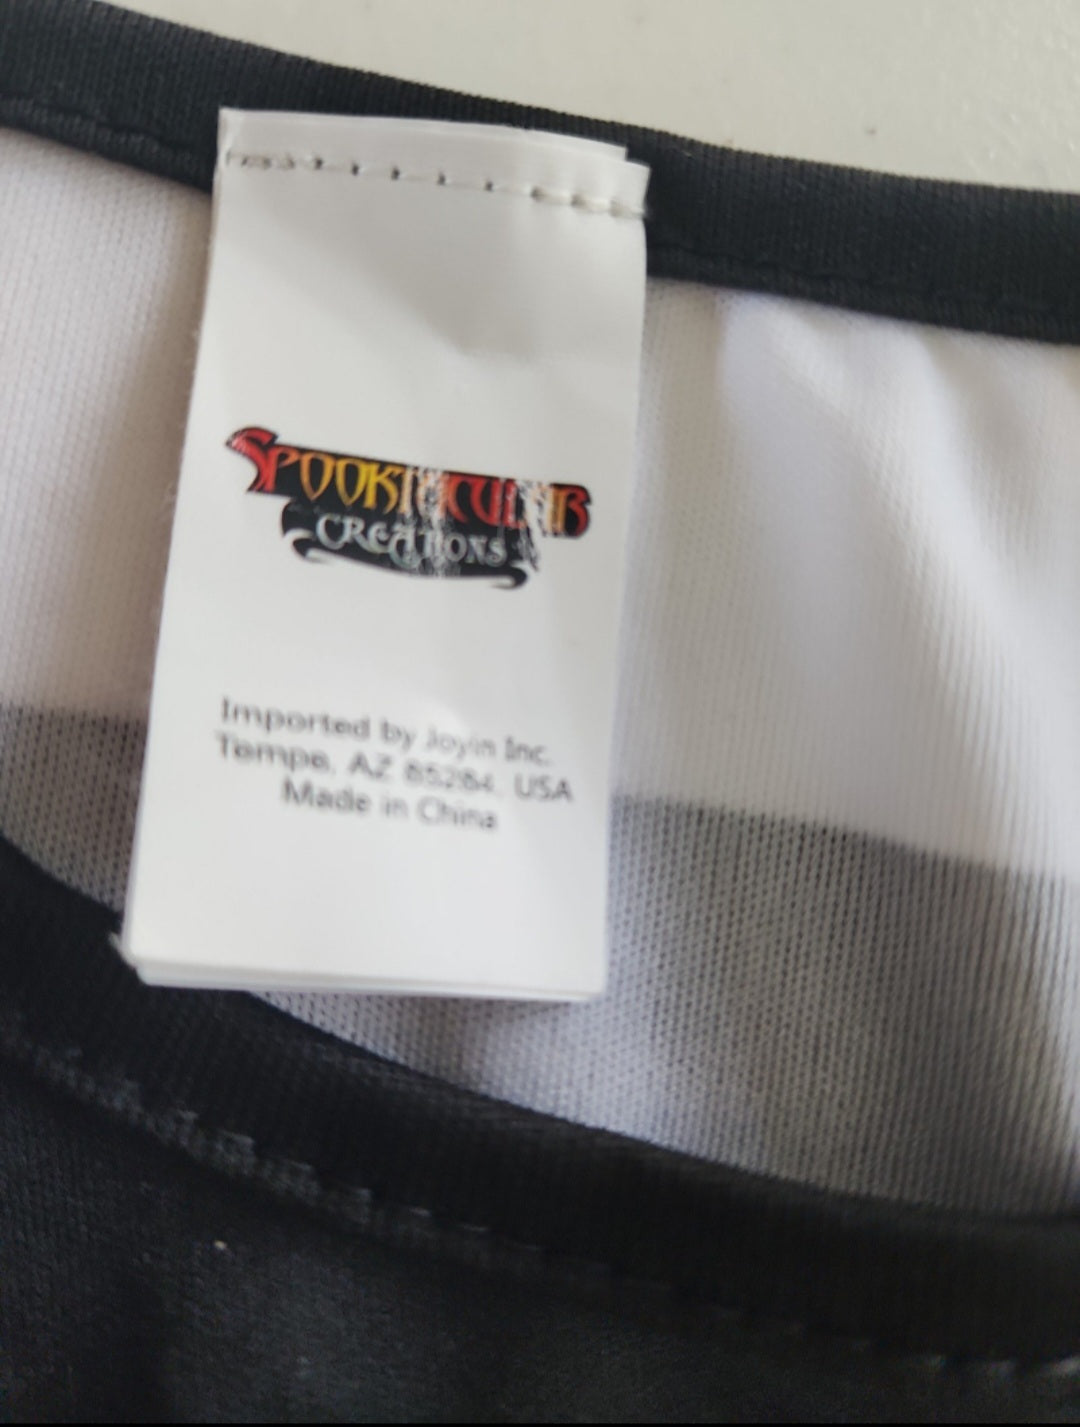 SPOOKTACULAR
CREATIONS
Imported by Joyin Inc.
Tempe, AZ 85284, USA
Made in China